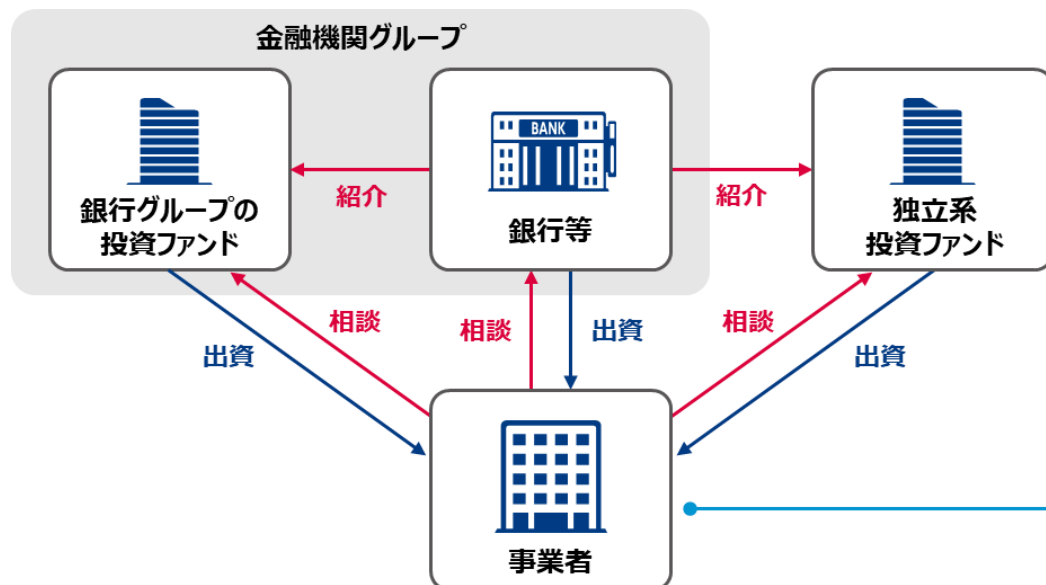 金融機関グループ
BANK
銀行グループの
投資ファンド
銀行等
独立系
投資ファンド
紹介
紹介
相談
相談
相談
出資
出資
出資
事業者